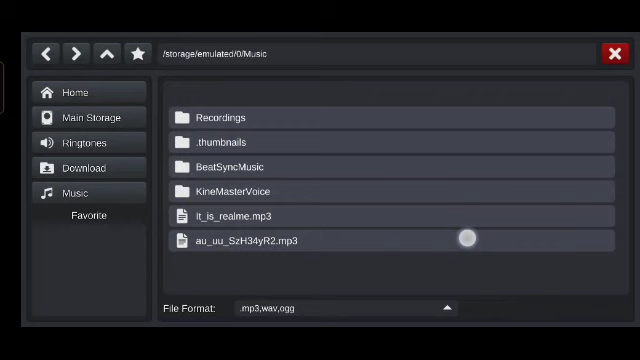 /storage/emulated/0/Music
Home
Main Storage
Ringtones
Download
Music
Favorite
Recordings
.thumbnails
BeatSyncMusic
KineMasterVoice
It_is_realme.mp3
au_uu_SzH34yR2.mp3
File Format:
.mp3,wav,ogg